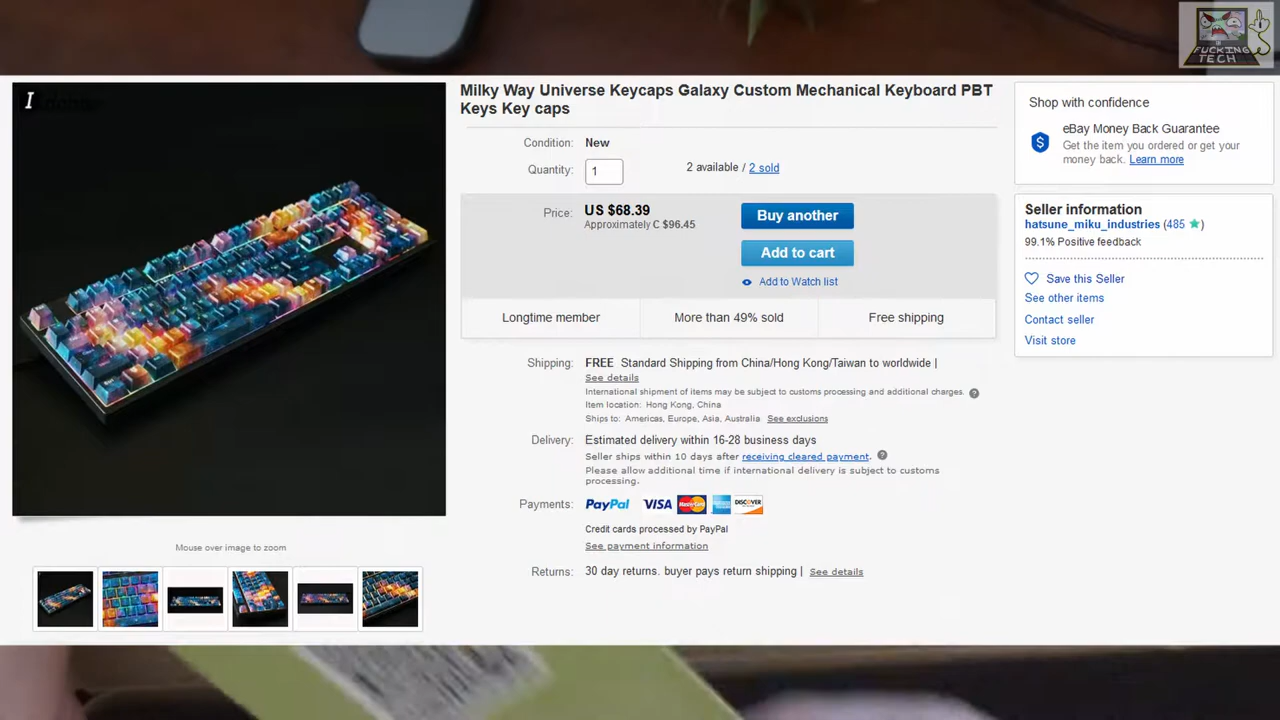 FUCKING
TECH
I
Milky Way Universe Keycaps Galaxy Custom Mechanical Keyboard PBT
Keys Key caps
Condition: New
Quantity: 1 2 available / 2 sold
Price: US $68.39
Approximately C $96.45
Buy another
Add to cart
Add to Watch list
Longtime member More than 49% sold Free shipping
Shipping: FREE Standard Shipping from China/Hong Kong/Taiwan to worldwide |
See details
International shipment of items may be subject to customs processing and additional charges.
Item location: Hong Kong, China
Ships to: Americas, Europe, Asia, Australia See exclusions
Delivery: Estimated delivery within 16-28 business days
Seller ships within 10 days after receiving cleared payment.
Please allow additional time if international delivery is subject to customs
processing.
Payments: PayPal VISA MasterCard DISCOVER
Credit cards processed by PayPal
See payment information
Returns: 30 day returns. buyer pays return shipping | See details
Mouse over image to zoom
Shop with confidence
eBay Money Back Guarantee
Get the item you ordered or get your
money back. Learn more
Seller information
hatsune_miku_industries (485)
99.1% Positive feedback
Save this Seller
See other items
Contact seller
Visit store